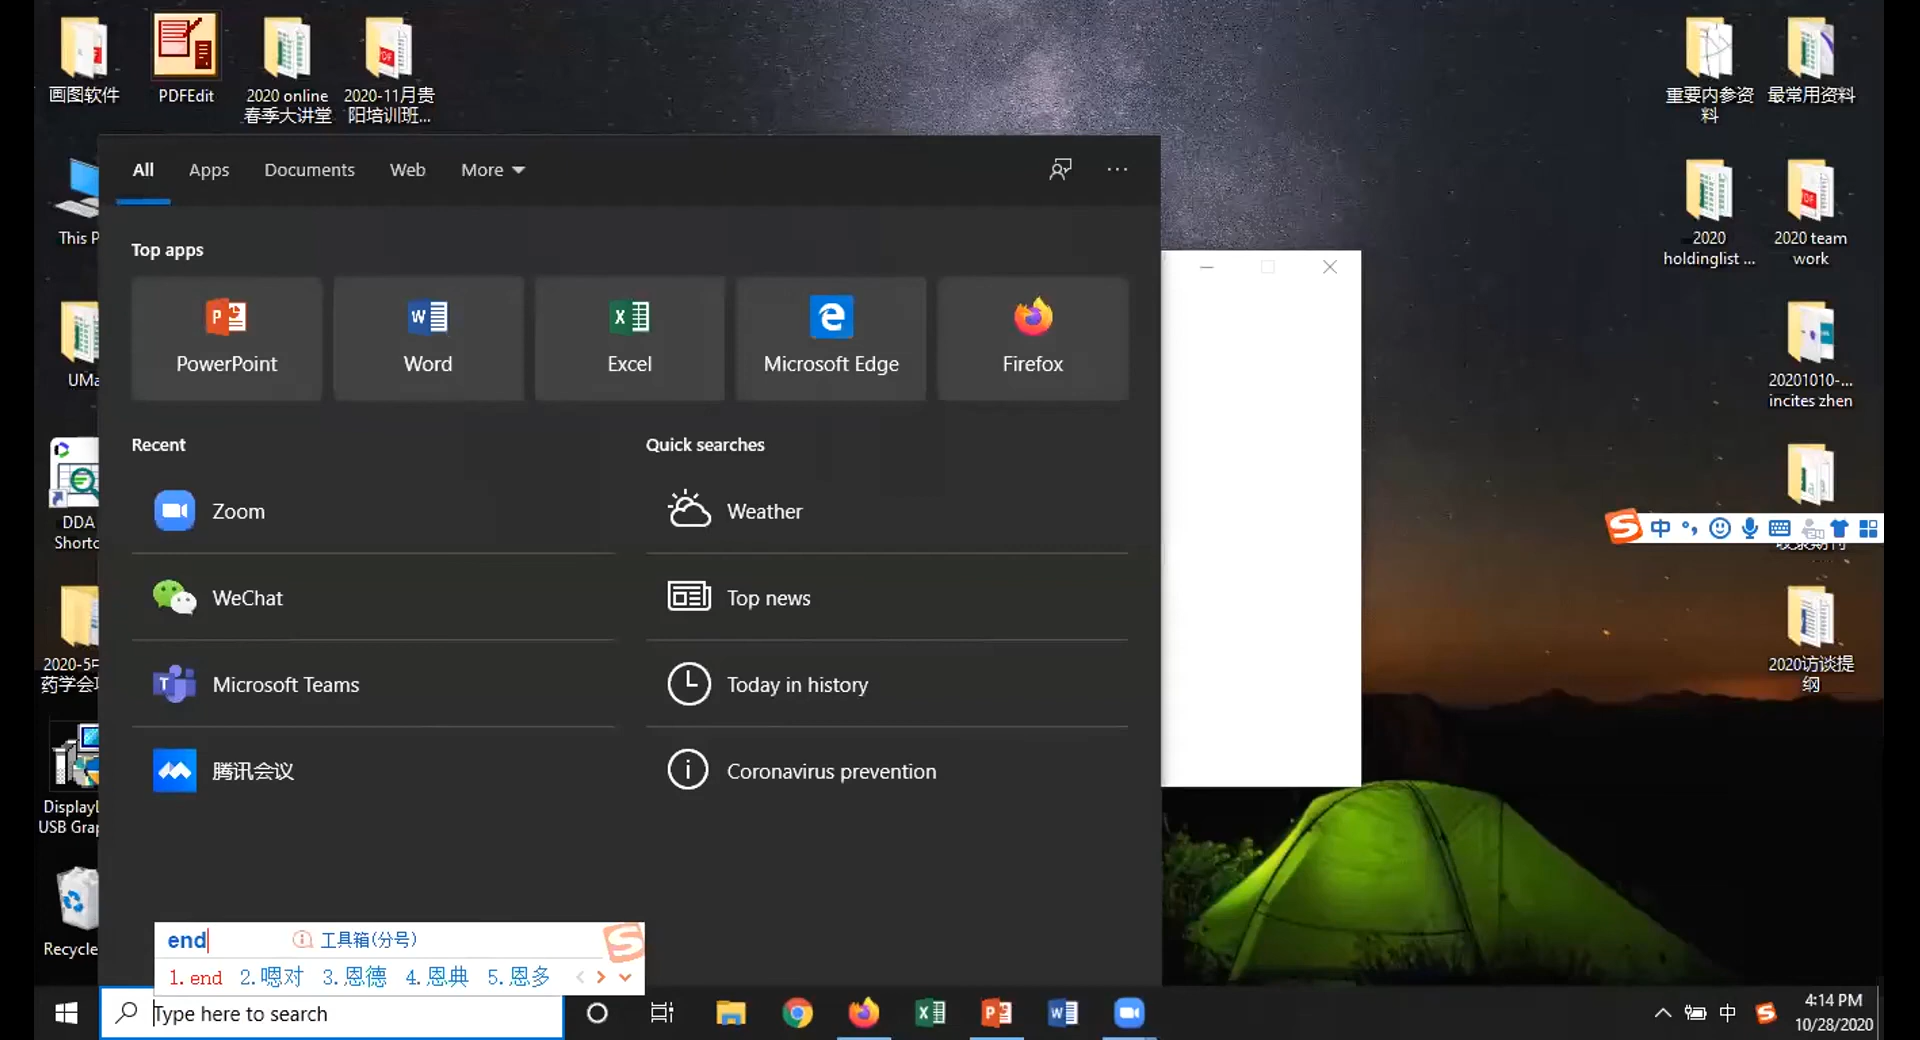 画图软件
PDFEdit
2020 online
春季大讲堂
2020-11月贵
阳培训班...
重要内参资
料
最常用资料
All
Apps
Documents
Web
More
This P
Top apps
2020
holdinglist ...
2020 team
work
PowerPoint
Word
Excel
Microsoft Edge
Firefox
UMa
20201010-...
incites zhen
Recent
Quick searches
Zoom
Weather
DDA
Shortc
中
WeChat
Top news
2020-5
药学会
Microsoft Teams
Today in history
2020访谈提
纲
腾讯会议
Coronavirus prevention
Display
USB Grap
Recycle
end
工具箱(分号)
1.end 2.嗯对 3.恩德 4.恩典 5.恩多
Type here to search
中
4:14 PM
10/28/2020